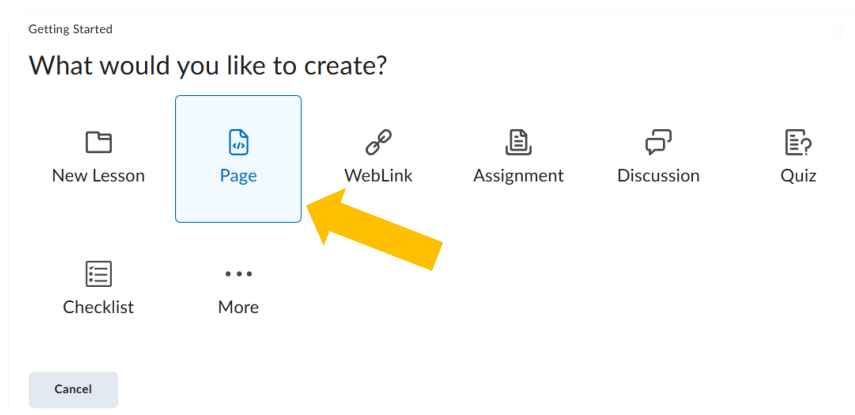 Getting Started
What would you like to create?
New Lesson
Page
WebLink
Assignment
Discussion
Quiz
Checklist
More
Cancel